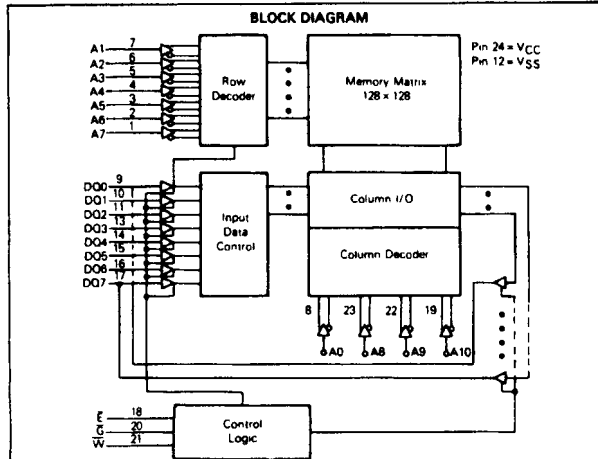 BLOCK DIAGRAM
Pin 24 = VCC
Pin 12 = VSS
A1 7
A2 6
A3 5
A4 4
A5 3
A6 2
A7 1
Row
Decoder
Memory Matrix
128 × 128
DQ0 9
DQ1 10
DQ2 11
DQ3 13
DQ4 14
DQ5 15
DQ6 16
DQ7 17
Input
Data
Control
Column I/O
Column Decoder
8 23 22 19
A0 A8 A9 A10
E̅ 18
G̅ 20
W̅ 21
Control
Logic